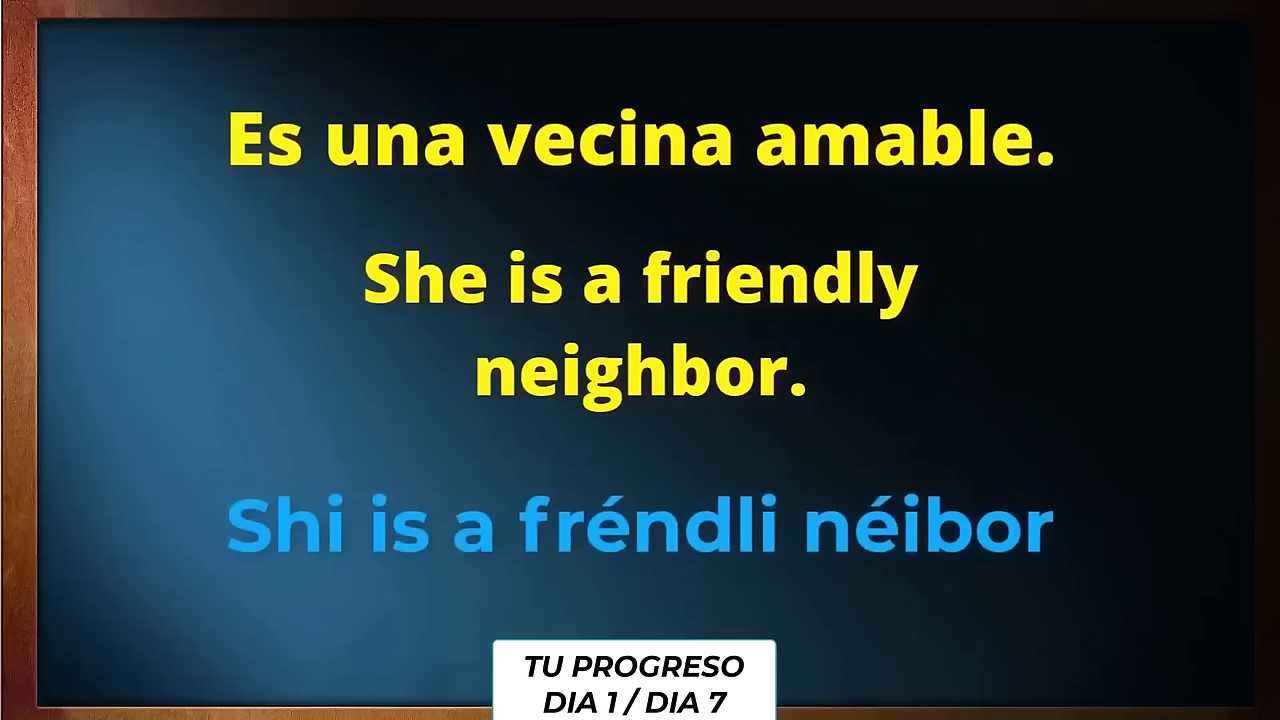 Es una vecina amable.
She is a friendly
neighbor.
Shi is a fréndli néibor
TU PROGRESO
DIA 1 / DIA 7